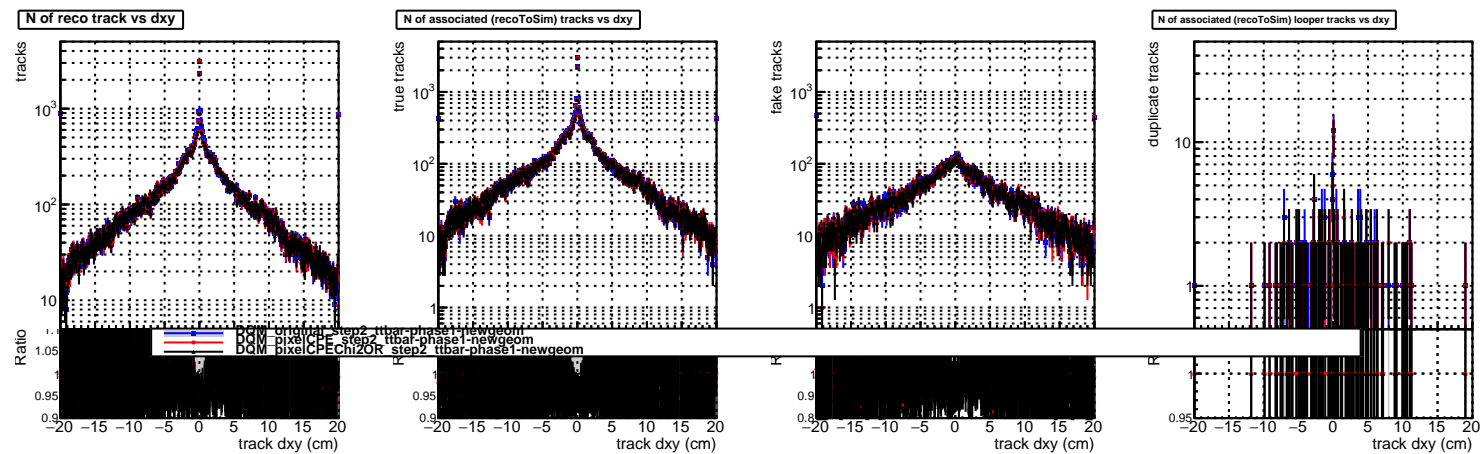 N of reco track vs dxy
N of associated (recoToSim) tracks vs dxy
N of associated (recoToSim) looper tracks vs dxy
tracks
10³
10²
10
true tracks
10³
10²
10
1
fake tracks
10³
10²
10
1
duplicate tracks
10
1
DQM_original_step2_ttbar-phase1-newgeom
DQM_pixelCPE_step2_ttbar-phase1-newgeom
DQM_pixelCPEChi2OR_step2_ttbar-phase1-newgeom
Ratio
1.05
1
0.95
0.9
1
0.95
0.9
1
0.9
0.8
1
0.95
−20 −15 −10 −5 0 5 10 15 20
−20 −15 −10 −5 0 5 10 15 20
−20 −15 −10 −5 0 5 10 15 20
−20 −15 −10 −5 0 5 10 15 20
track dxy (cm)
track dxy (cm)
track dxy (cm)
track dxy (cm)